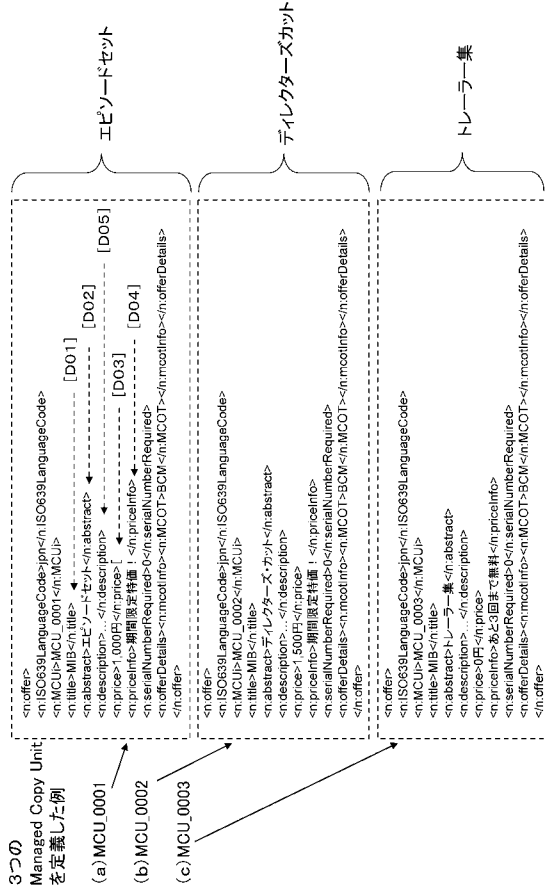 3つの
Managed Copy Unit
を定義した例
(a)MCU_0001
<n:offer>
<n:ISO639LanguageCode>jpn</n:ISO639LanguageCode>
<n:MCUi>MCU_0001</n:MCUi>
<n:title>MIB</n:title>
[D01]
<n:abstract>エピソードセット</n:abstract>
[D02]
<n:description>…</n:description>
[D05]
<n:price>1,000円</n:price>[
[D03]
<n:priceInfo>期間限定特価！</n:priceInfo>
[D04]
<n:serialNumberRequired>0</n:serialNumberRequired>
<n:offerDetails><n:mcotInfo><n:MCOT>BCM</n:MCOT></n:mcotInfo></n:offerDetails>
</n:offer>
エピソードセット
(b)MCU_0002
<n:offer>
<n:ISO639LanguageCode>jpn</n:ISO639LanguageCode>
<n:MCUi>MCU_0002</n:MCUi>
<n:title>MIB</n:title>
<n:abstract>ディレクターズ・カット</n:abstract>
<n:description>…</n:description>
<n:price>1,500円</n:price>
<n:priceInfo>期間限定特価！</n:priceInfo>
<n:serialNumberRequired>0</n:serialNumberRequired>
<n:offerDetails><n:mcotInfo><n:MCOT>BCM</n:MCOT></n:mcotInfo></n:offerDetails>
</n:offer>
ディレクターズカット
(c)MCU_0003
<n:offer>
<n:ISO639LanguageCode>jpn</n:ISO639LanguageCode>
<n:MCUi>MCU_0003</n:MCUi>
<n:title>MIB</n:title>
<n:abstract>トレーラー集</n:abstract>
<n:description>…</n:description>
<n:price>0円</n:price>
<n:priceInfo>あと3回まで無料</n:priceInfo>
<n:serialNumberRequired>0</n:serialNumberRequired>
<n:offerDetails><n:mcotInfo><n:MCOT>BCM</n:MCOT></n:mcotInfo></n:offerDetails>
</n:offer>
トレーラー集